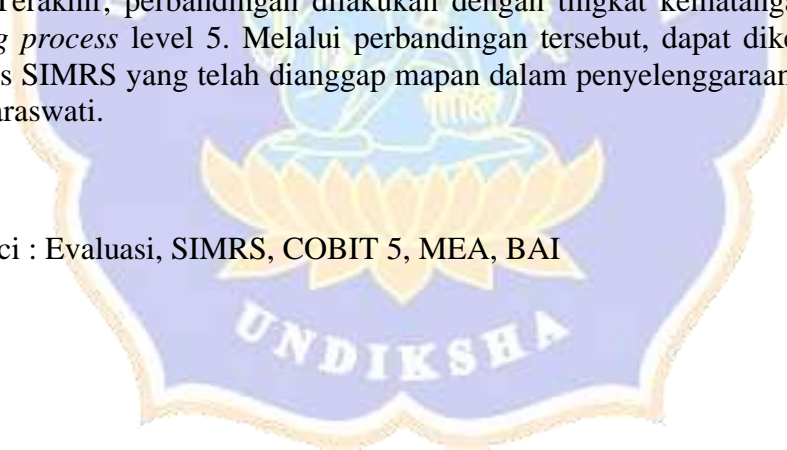 Terakhir, perbandingan dilakukan dengan tingkat kematanga
g process level 5. Melalui perbandingan tersebut, dapat diko
s SIMRS yang telah dianggap mapan dalam penyelenggaraan
araswati.
ci : Evaluasi, SIMRS, COBIT 5, MEA, BAI
UNDIKSHA